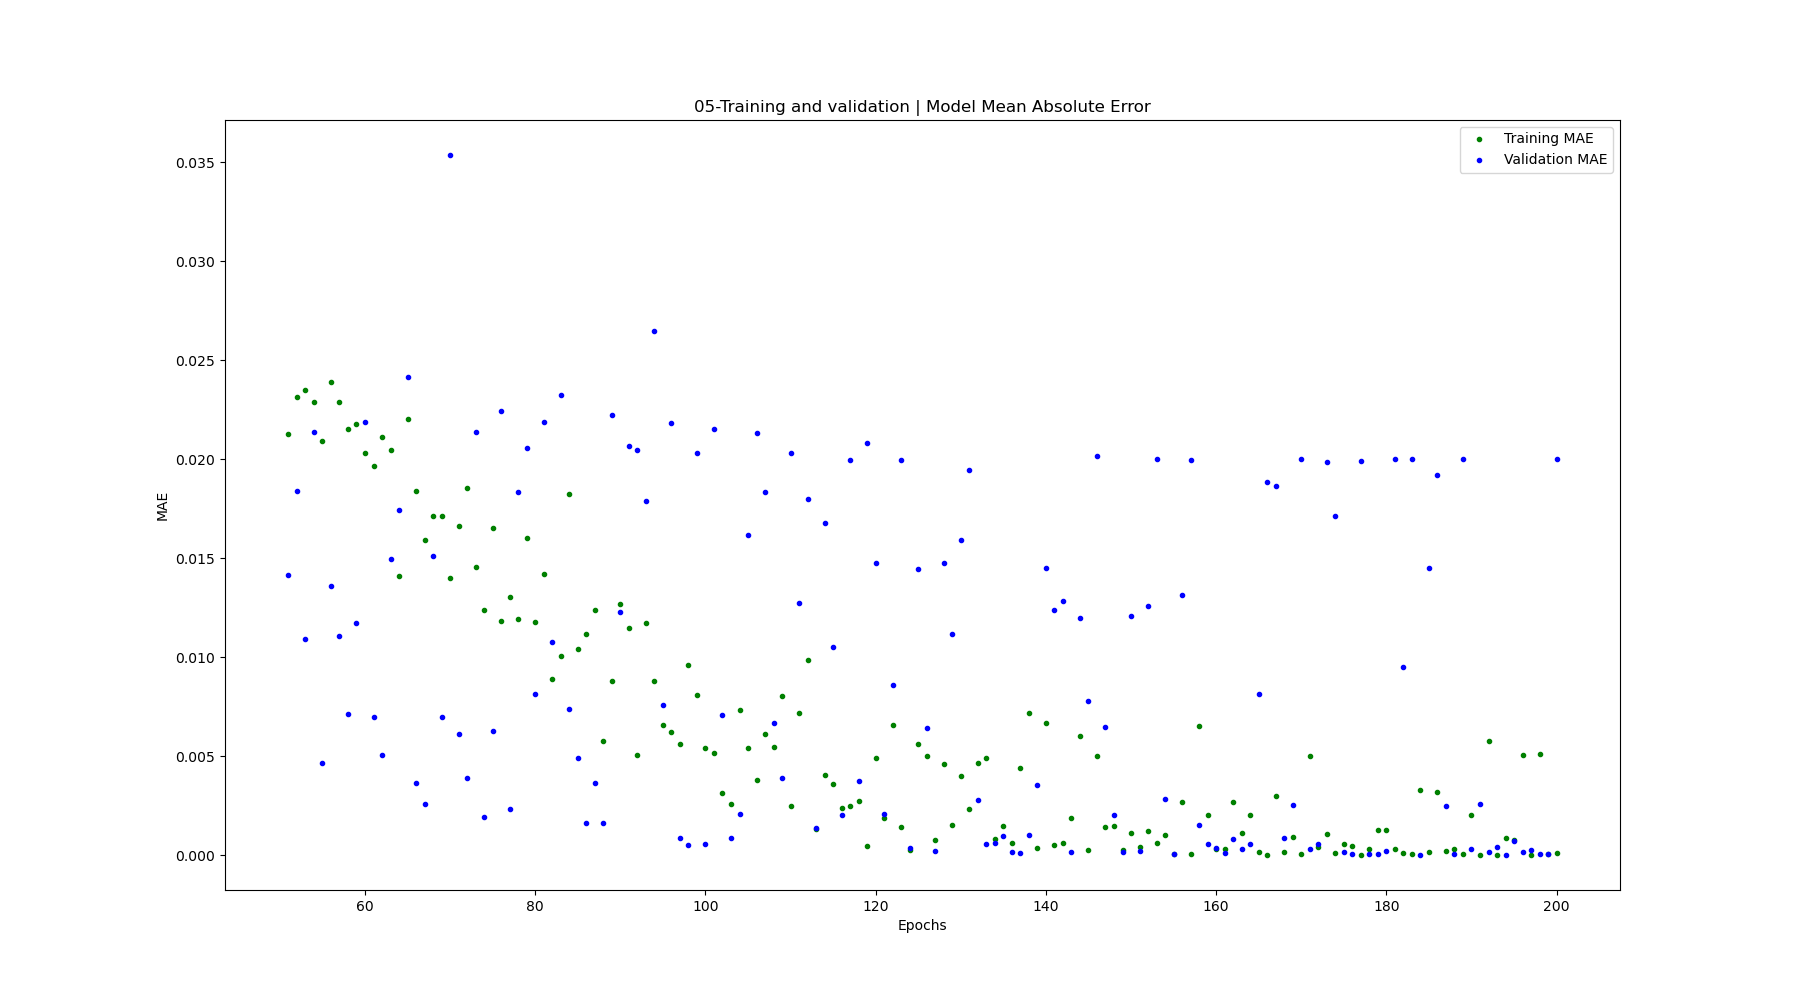 05-Training and validation | Model Mean Absolute Error
Training MAE
Validation MAE
0.035
0.030
0.025
0.020
0.015
0.010
0.005
0.000
MAE
60 80 100 120 140 160 180 200
Epochs